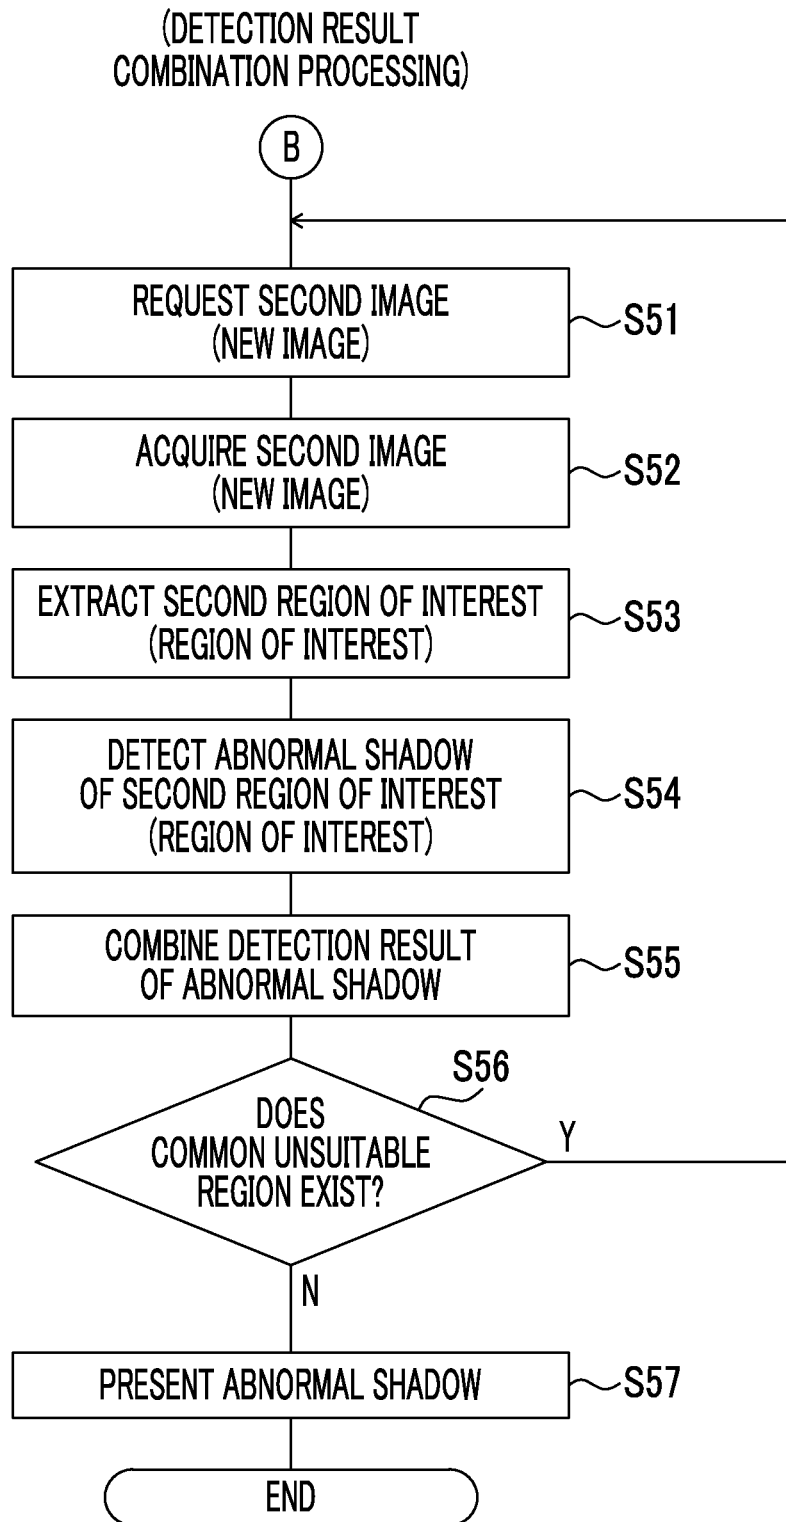 (DETECTION RESULT
COMBINATION PROCESSING)
B
REQUEST SECOND IMAGE
(NEW IMAGE)
S51
ACQUIRE SECOND IMAGE
(NEW IMAGE)
S52
EXTRACT SECOND REGION OF INTEREST
(REGION OF INTEREST)
S53
DETECT ABNORMAL SHADOW
OF SECOND REGION OF INTEREST
(REGION OF INTEREST)
S54
COMBINE DETECTION RESULT
OF ABNORMAL SHADOW
S55
S56
DOES
COMMON UNSUITABLE
REGION EXIST?
Y
N
PRESENT ABNORMAL SHADOW
S57
END